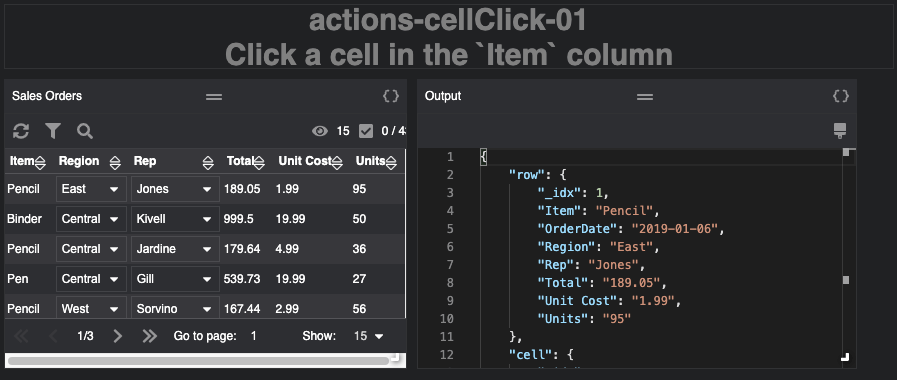 actions-cellClick-01
Click a cell in the `Item` column
Sales Orders
15 0 / 43
Item Region Rep Total Unit Cost Units
Pencil East Jones 189.05 1.99 95
Binder Central Kivell 999.5 19.99 50
Pencil Central Jardine 179.64 4.99 36
Pen Central Gill 539.73 19.99 27
Pencil West Sorvino 167.44 2.99 56
1/3 Go to page: 1 Show: 15
Output
1 {
2 "row": {
3 "_idx": 1,
4 "Item": "Pencil",
5 "OrderDate": "2019-01-06",
6 "Region": "East",
7 "Rep": "Jones",
8 "Total": "189.05",
9 "Unit Cost": "1.99",
10 "Units": "95"
11 },
12 "cell": {